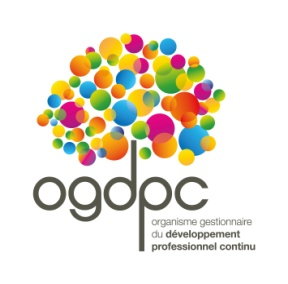 ogdpc
organisme gestionnaire
du développement
professionnel continu